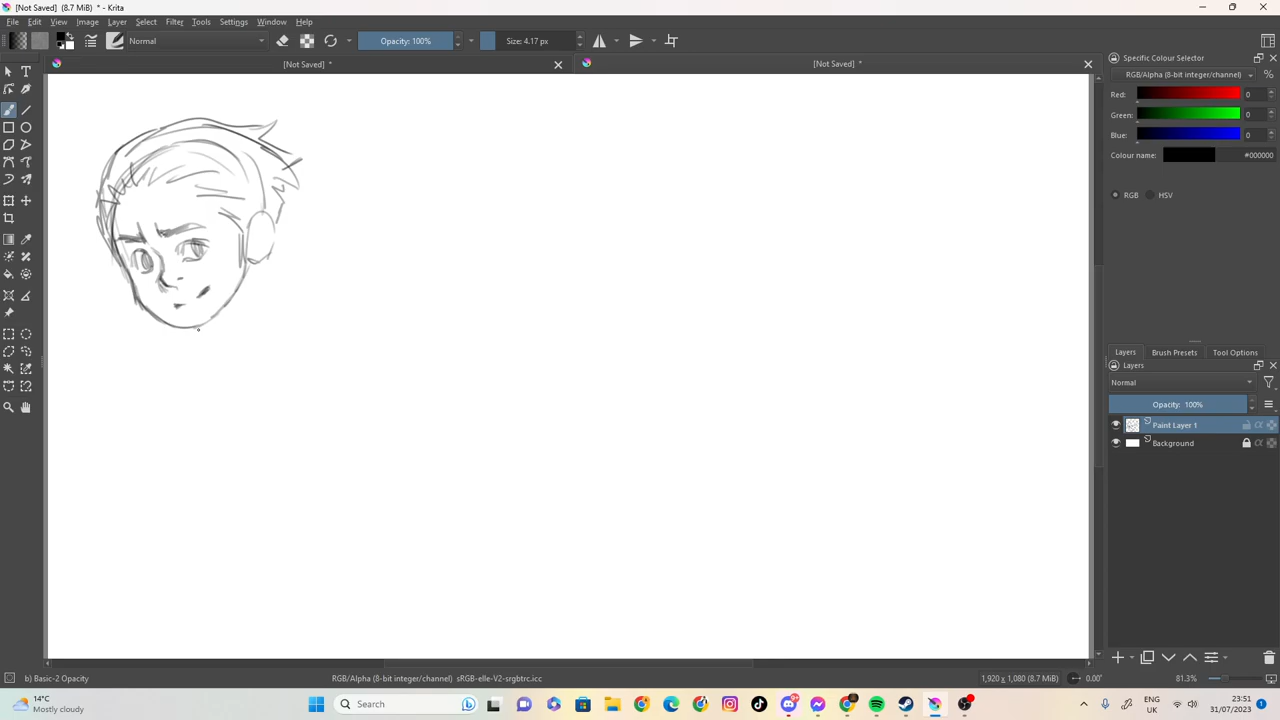 [Not Saved]  (8.7 MiB)  * - Krita
File Edit View Image Layer Select Filter Tools Settings Window Help
Normal Opacity: 100% Size: 4.17 px
[Not Saved]  * [Not Saved]  *
Specific Colour Selector
RGB/Alpha (8-bit integer/channel) %
Red: 0
Green: 0
Blue: 0
Colour name: #000000
RGB HSV
Layers Brush Presets Tool Options
Layers
Normal
Opacity:  100%
Paint Layer 1
Background
b) Basic-2 Opacity RGB/Alpha (8-bit integer/channel)  sRGB-elle-V2-srgbtrc.icc 1,920 x 1,080 (8.7 MiB) 0.00° 81.3%
14°C
Mostly cloudy
Search
9+
ENG
UK
23:51
31/07/2023
1